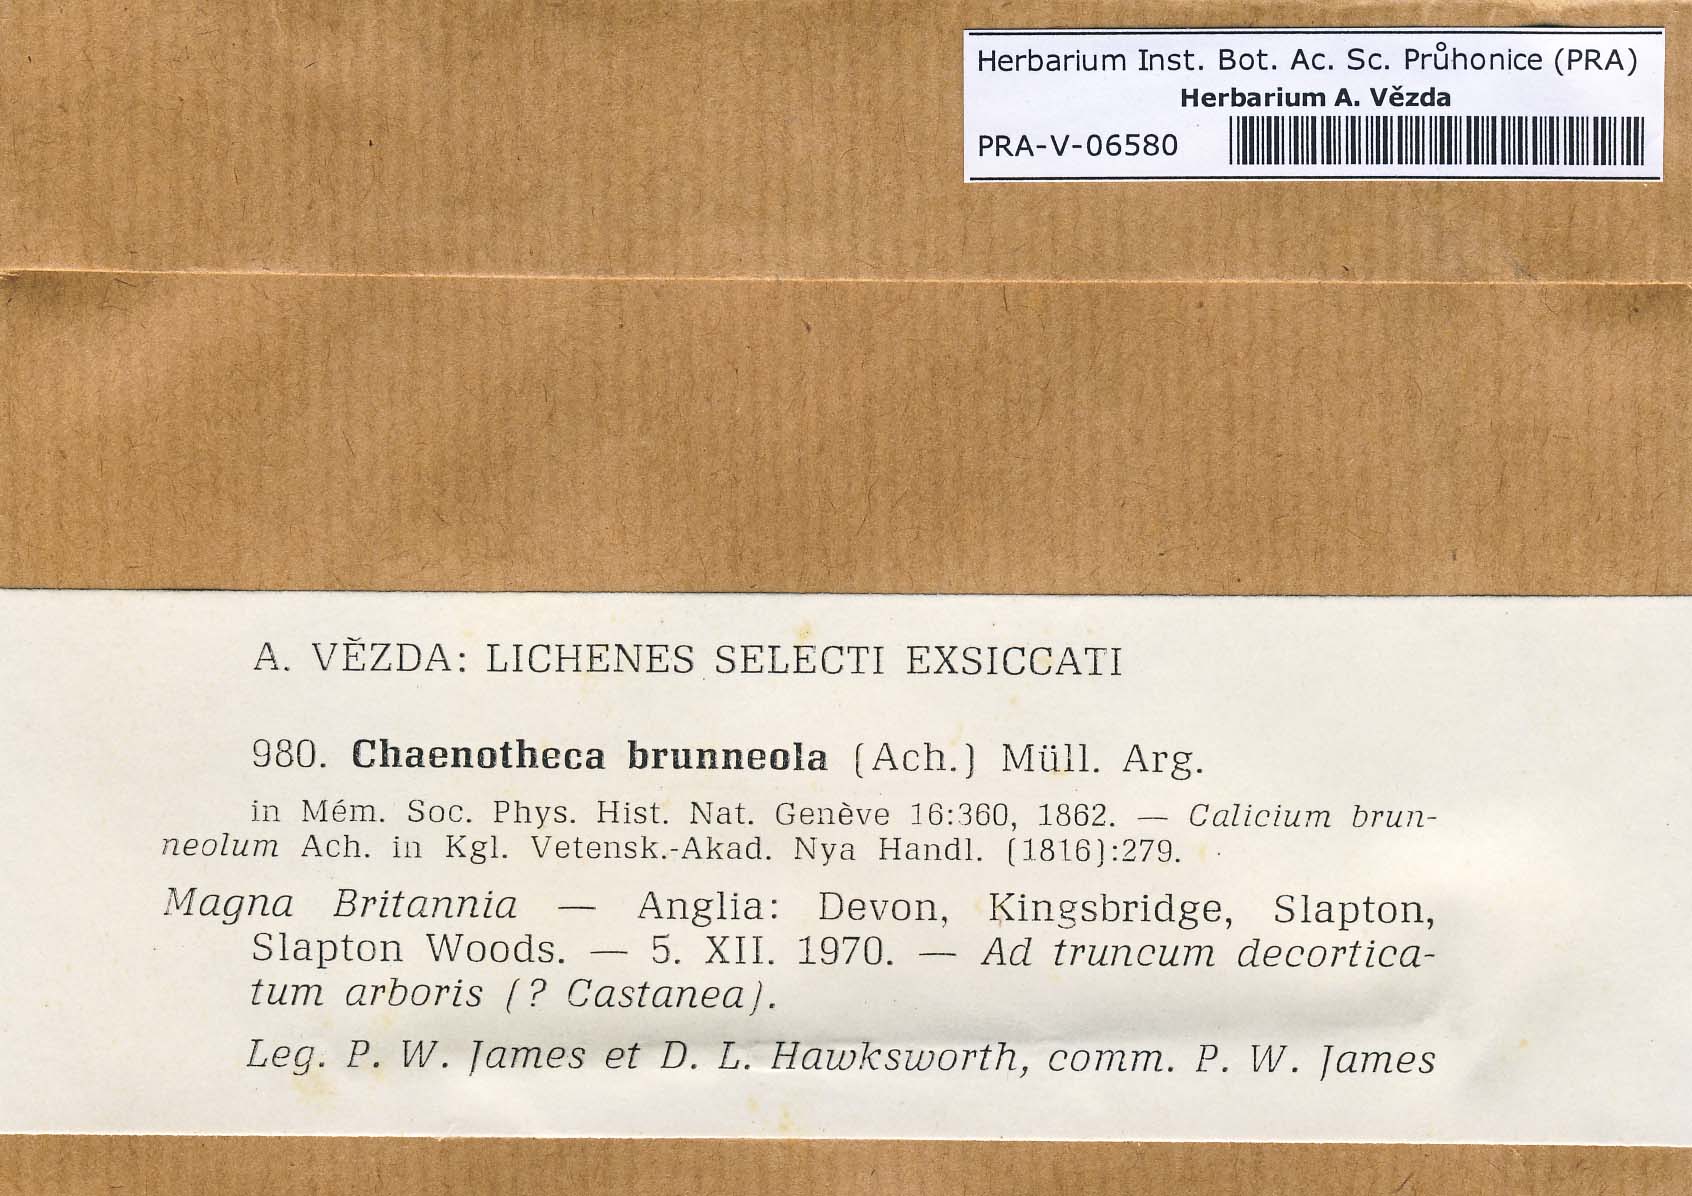 Herbarium Inst. Bot. Ac. Sc. Průhonice (PRA)
Herbarium A. Vězda
PRA-V-06580
A. VĚZDA: LICHENES SELECTI EXSICCATI
980. Chaenotheca brunneola (Ach.) Müll. Arg.
in Mém. Soc. Phys. Hist. Nat. Genève 16:360, 1862. — Calicium brun-
neolum Ach. in Kgl. Vetensk.-Akad. Nya Handl. (1816):279.
Magna Britannia — Anglia: Devon, Kingsbridge, Slapton,
Slapton Woods. — 5. XII. 1970. — Ad truncum decortica-
tum arboris (? Castanea).
Leg. P. W. James et D. L. Hawksworth, comm. P. W. James